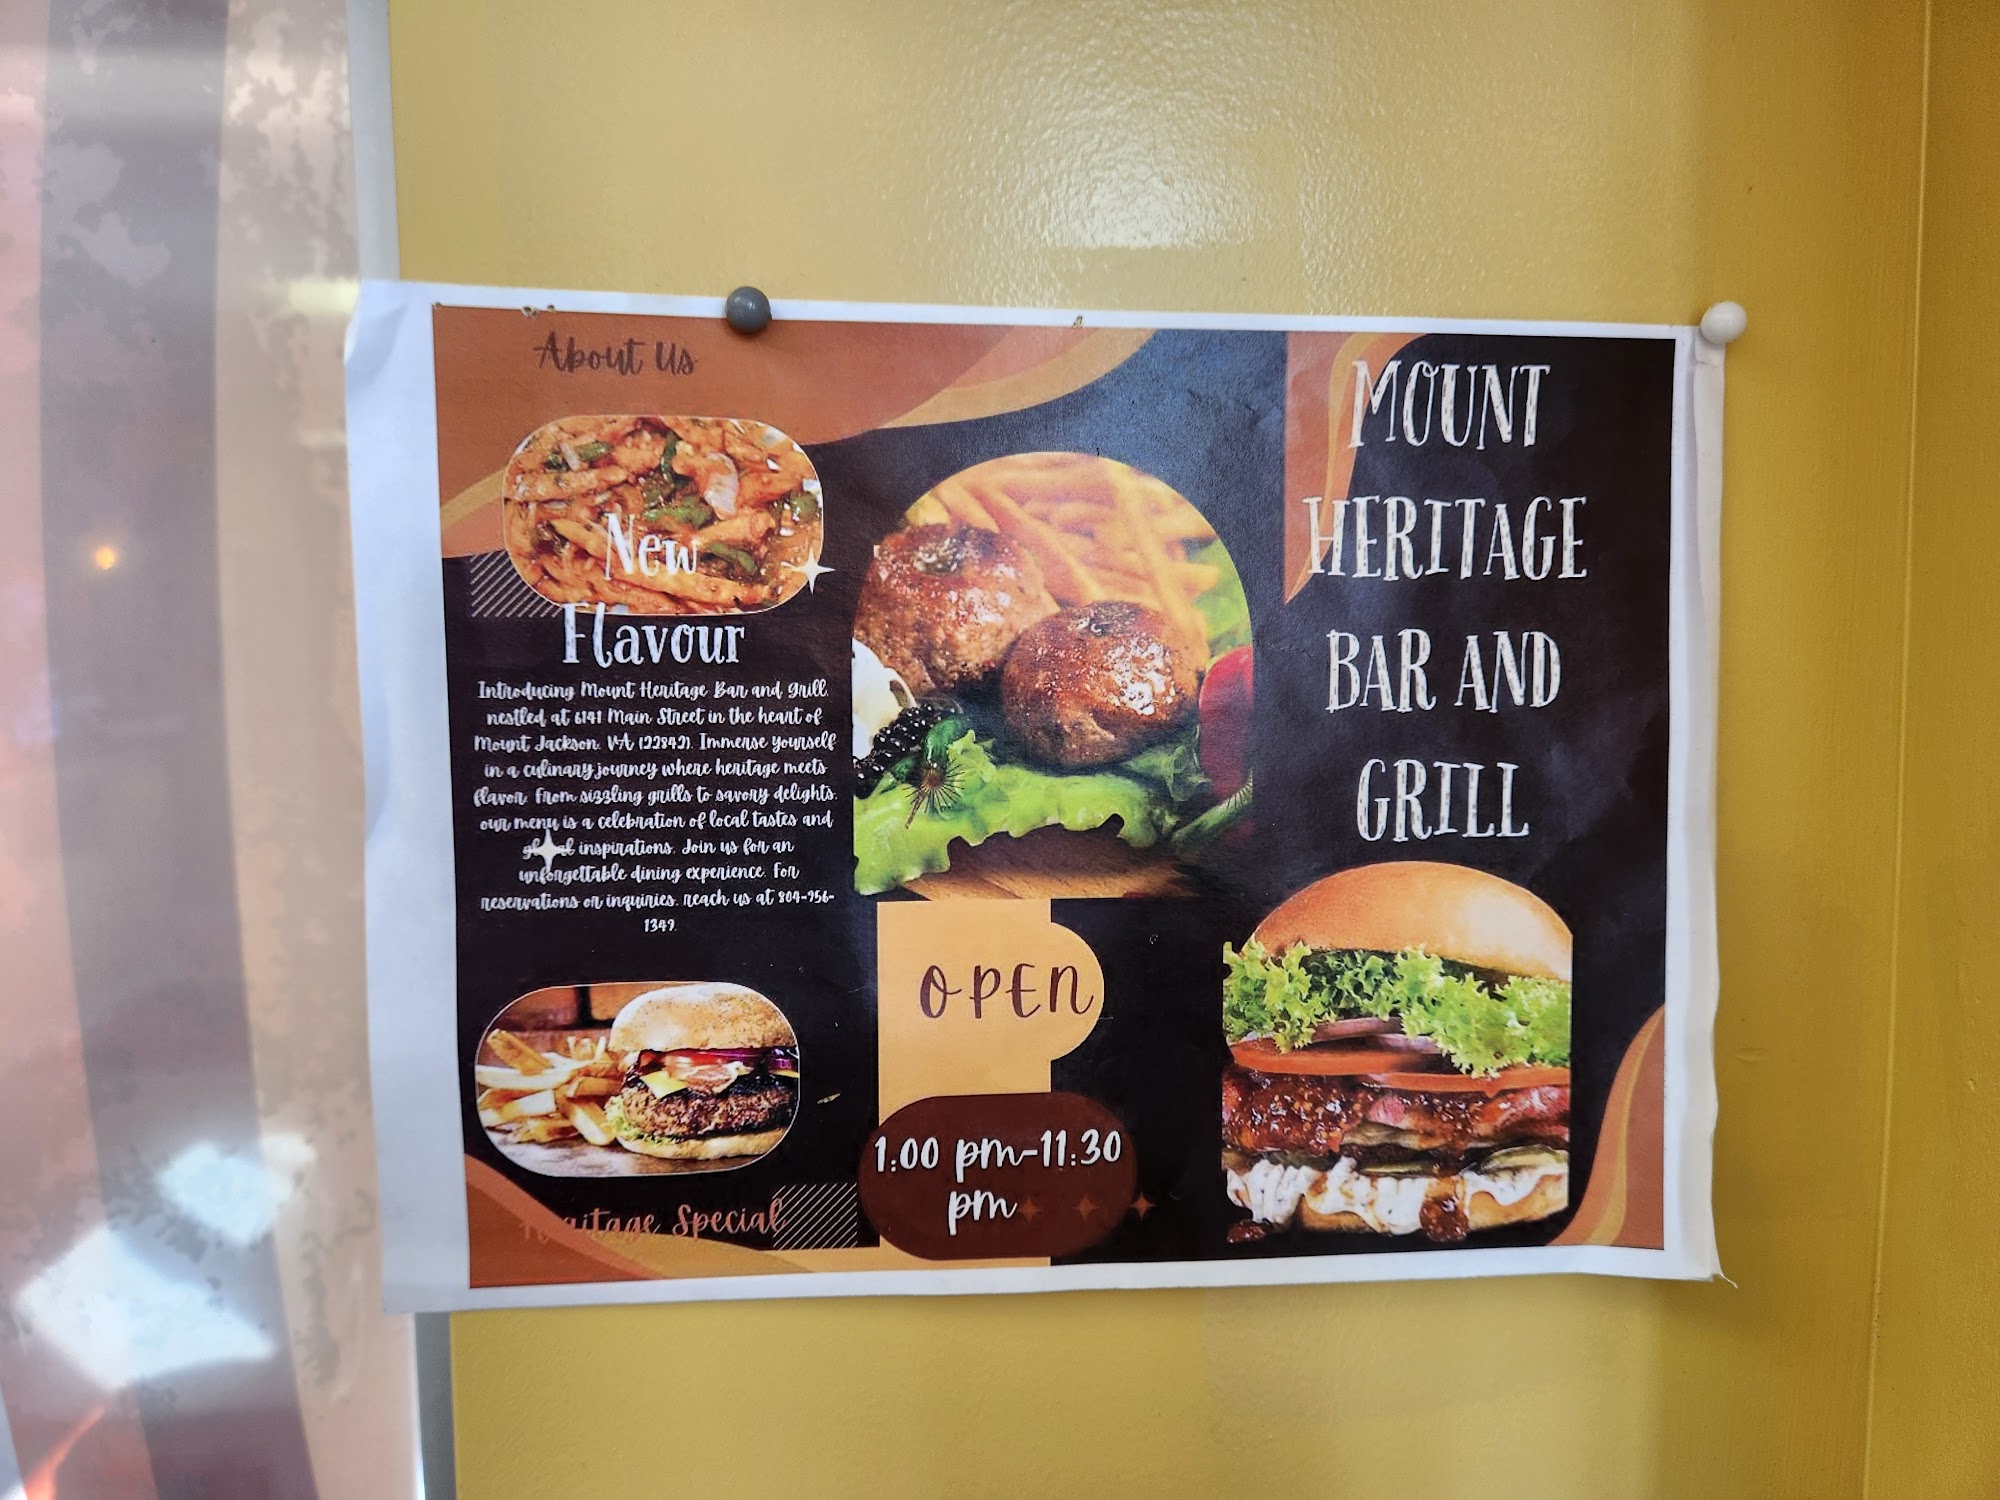 About Us
New
Flavour
Introducing Mount Heritage Bar and Grill,
nestled at 6141 Main Street in the heart of
Mount Jackson, VA (22842). Immerse yourself
in a culinary journey where heritage meets
flavor. From sizzling grills to savory delights,
our menu is a celebration of local tastes and
inspirations. Join us for an
unforgettable dining experience. For
reservations or inquiries, reach us at 804-956-
1349.
Special
OPEN
1:00 pm-11:30
pm
MOUNT
HERITAGE
BAR AND
GRILL